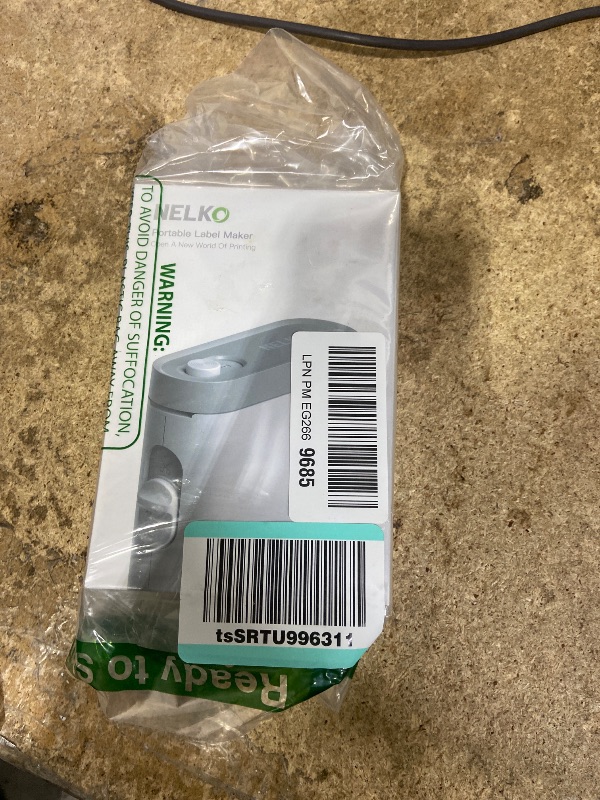 NELKO
Portable Label Maker
A New World Of Printing
WARNING:
TO AVOID DANGER OF SUFFOCATION,
LPN PM EG266 9685
tsSRTU996311
Ready to S